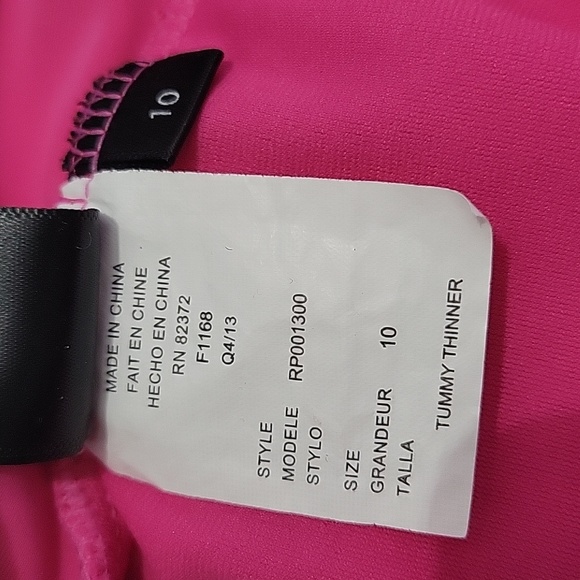 10
MADE IN CHINA
FAIT EN CHINE
HECHO EN CHINA
RN 82372
F1168
Q4/13
STYLE
MODELE RP001300
STYLO
SIZE
GRANDEUR 10
TALLA
TUMMY THINNER